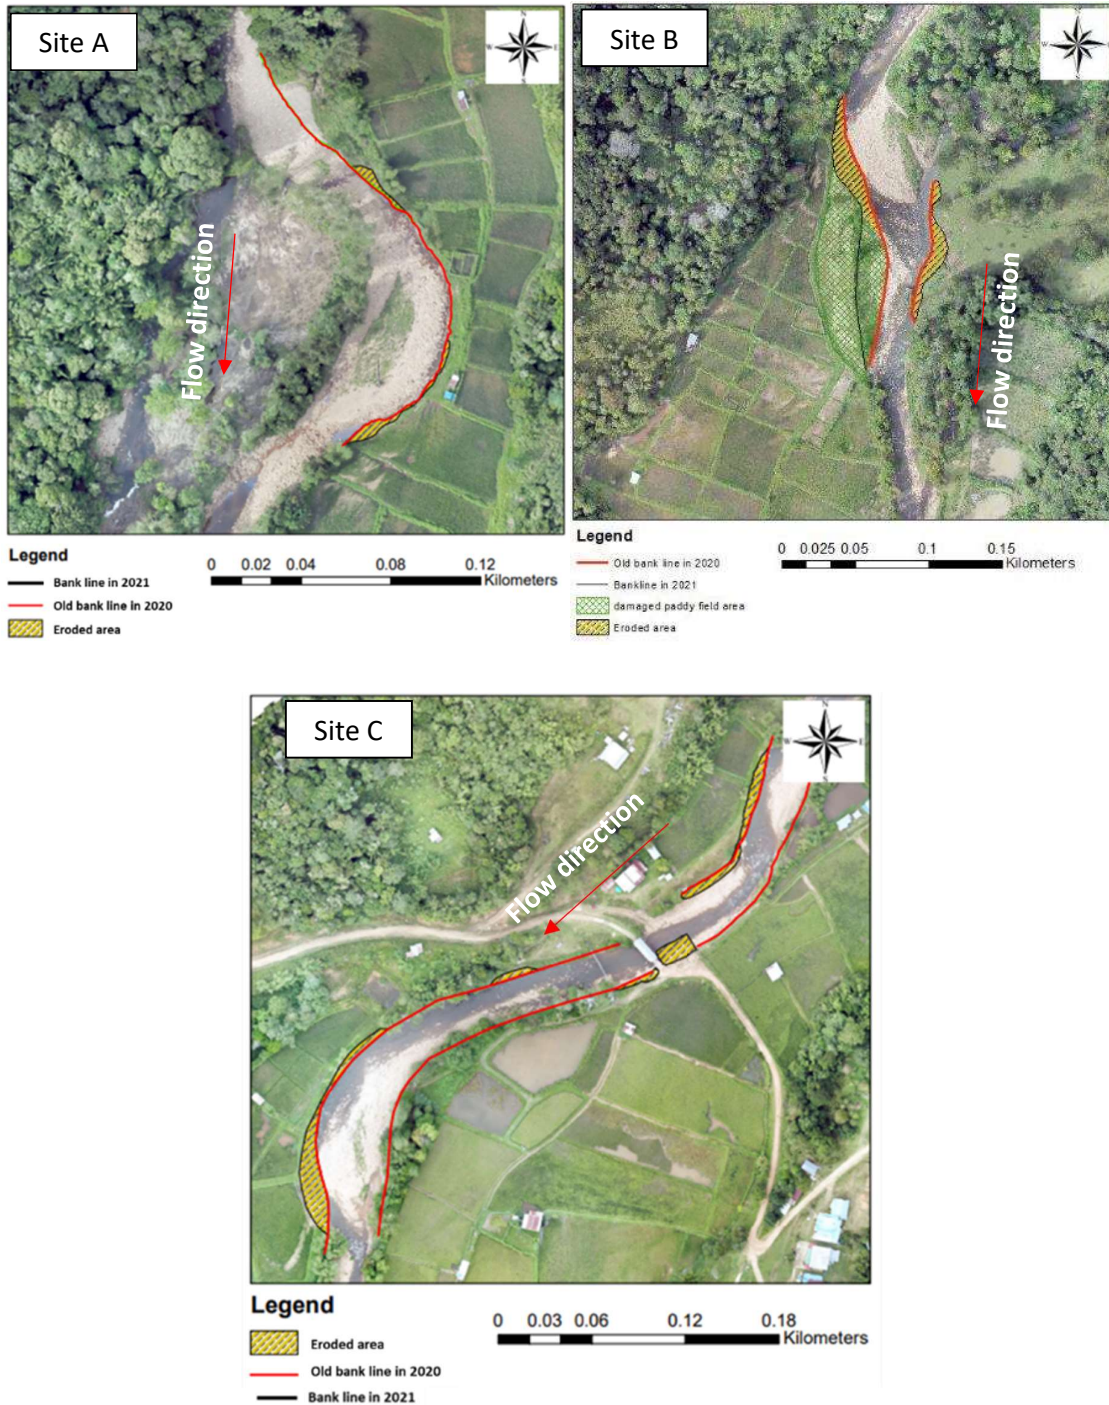 Site A
N
W E
S
Flow direction
Legend
Bank line in 2021
Old bank line in 2020
Eroded area
0 0.02 0.04 0.08 0.12
Kilometers
Site B
N
W E
S
Flow direction
Legend
Old bank line in 2020
Bankline in 2021
damaged paddy field area
Eroded area
0 0.025 0.05 0.1 0.15
Kilometers
Site C
N
W E
S
Flow direction
Legend
Eroded area
Old bank line in 2020
Bank line in 2021
0 0.03 0.06 0.12 0.18
Kilometers